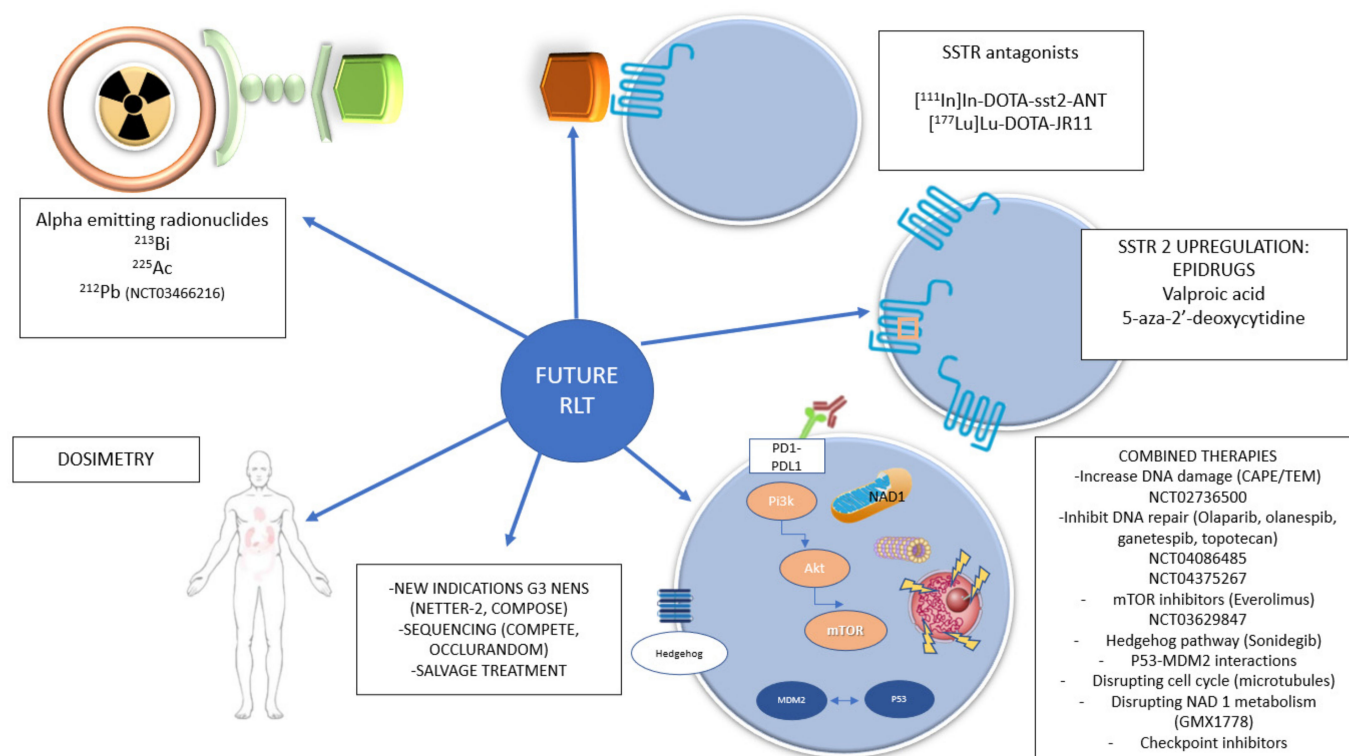 SSTR antagonists
[¹¹¹In]In-DOTA-sst2-ANT
[¹⁷⁷Lu]Lu-DOTA-JR11
Alpha emitting radionuclides
²¹³Bi
²²⁵Ac
²¹²Pb (NCT03466216)
SSTR 2 UPREGULATION:
EPIDRUGS
Valproic acid
5-aza-2’-deoxycytidine
FUTURE
RLT
DOSIMETRY
-NEW INDICATIONS G3 NENS
(NETTER-2, COMPOSE)
-SEQUENCING (COMPETE,
OCCLURANDOM)
-SALVAGE TREATMENT
PD1-
PDL1
Pi3k
NAD1
Akt
mTOR
Hedgehog
MDM2
P53
COMBINED THERAPIES
-Increase DNA damage (CAPE/TEM)
NCT02736500
-Inhibit DNA repair (Olaparib, olanespib,
ganetespib, topotecan)
NCT04086485
NCT04375267
- mTOR inhibitors (Everolimus)
NCT03629847
- Hedgehog pathway (Sonidegib)
- P53-MDM2 interactions
- Disrupting cell cycle (microtubules)
- Disrupting NAD 1 metabolism
(GMX1778)
- Checkpoint inhibitors